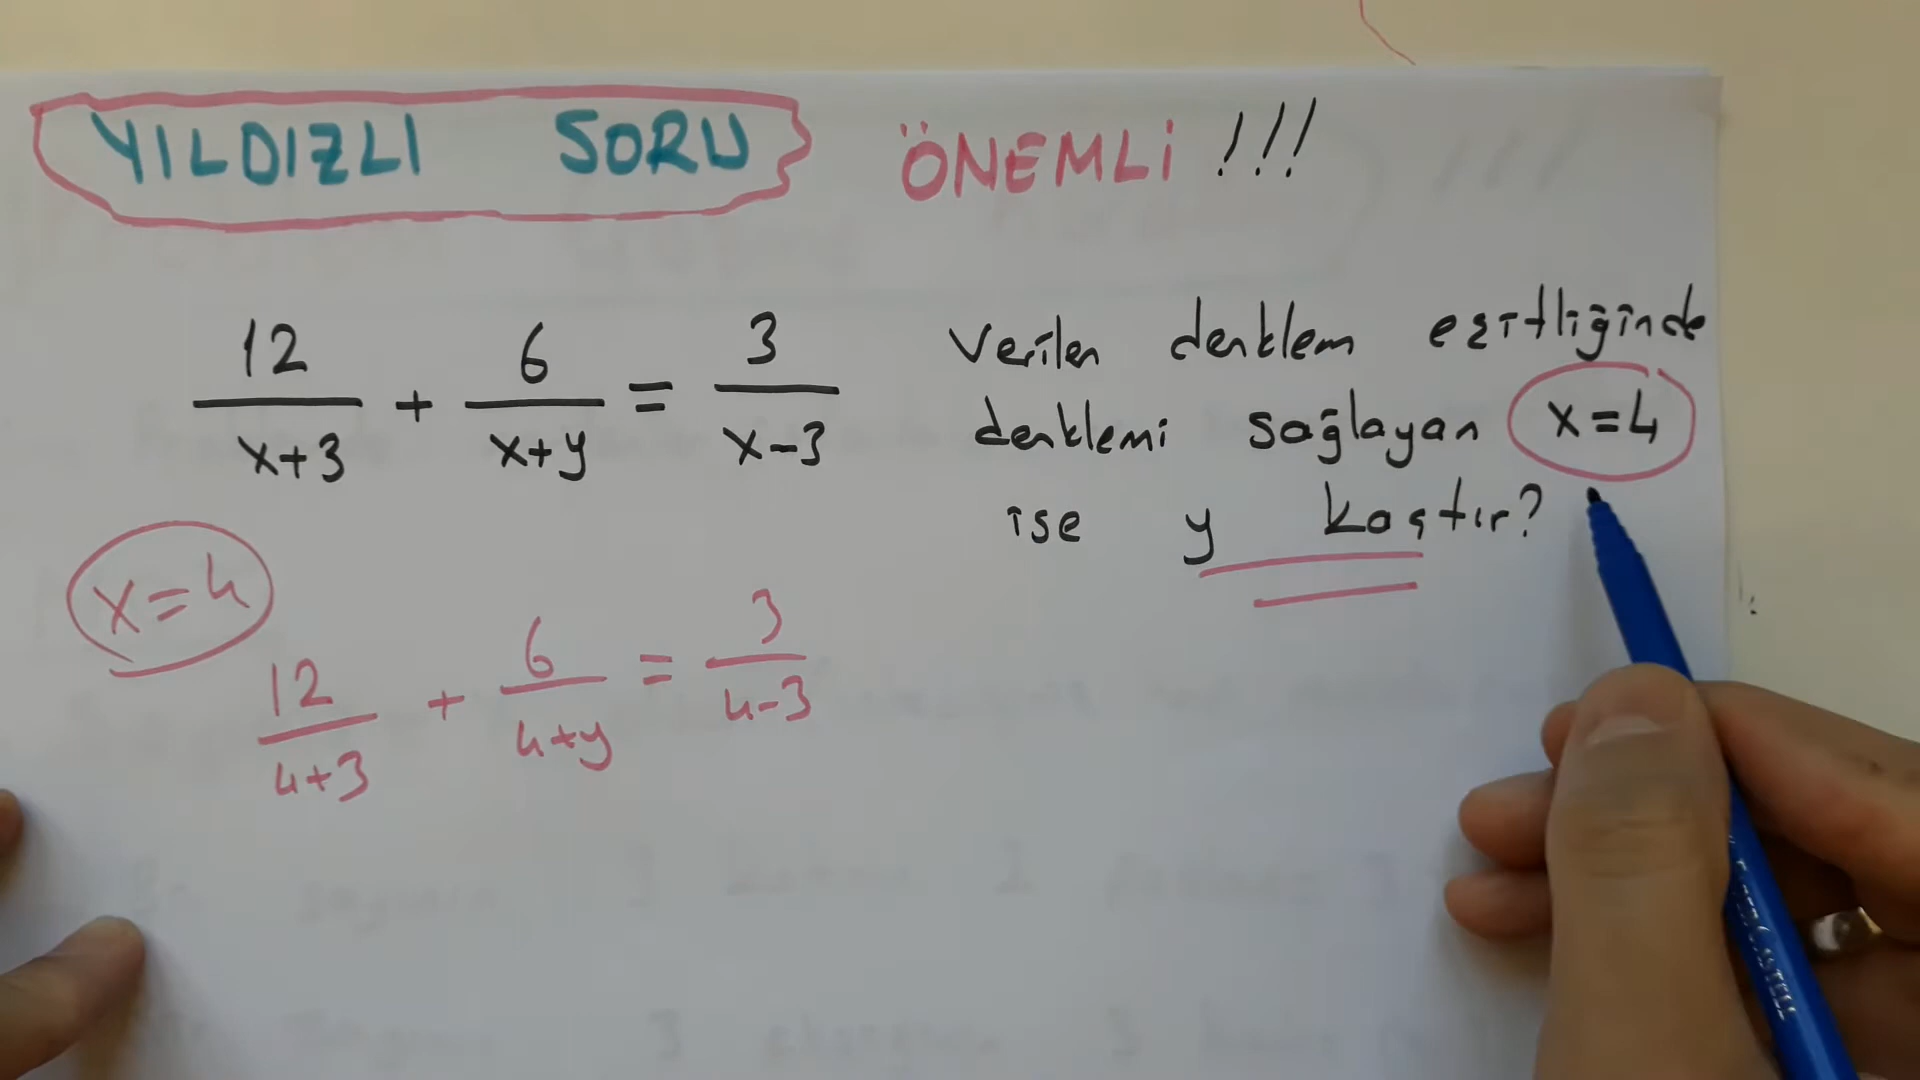 YILDIZLI SORU ÖNEMLİ !!!
12/(x+3) + 6/(x+y) = 3/(x-3)
Verilen denklem eşitliğinde
denklemi sağlayan x=4
ise y kaçtır?
x=4
12/(4+3) + 6/(4+y) = 3/(4-3)